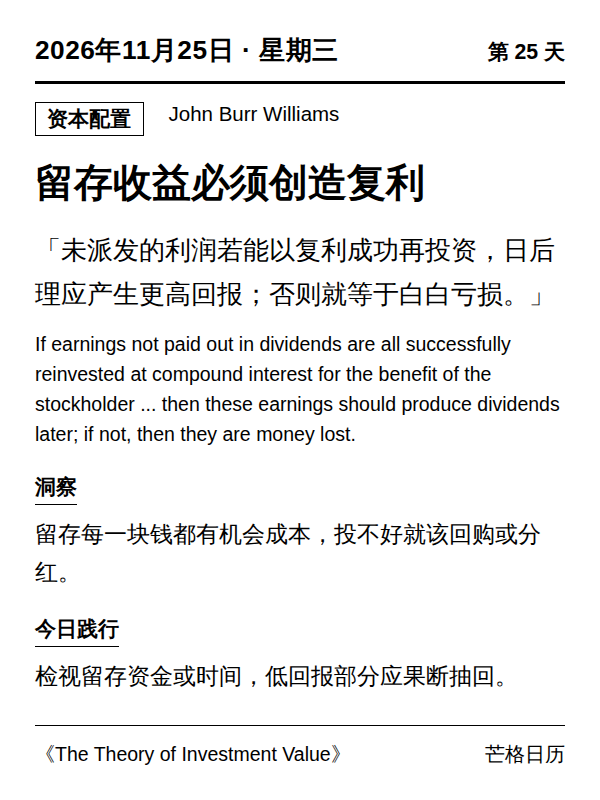 2026年11月25日 · 星期三
第 25 天
资本配置
John Burr Williams
留存收益必须创造复利
「未派发的利润若能以复利成功再投资，日后
理应产生更高回报；否则就等于白白亏损。」
If earnings not paid out in dividends are all successfully
reinvested at compound interest for the benefit of the
stockholder ... then these earnings should produce dividends
later; if not, then they are money lost.
洞察
留存每一块钱都有机会成本，投不好就该回购或分
红。
今日践行
检视留存资金或时间，低回报部分应果断抽回。
《The Theory of Investment Value》
芒格日历